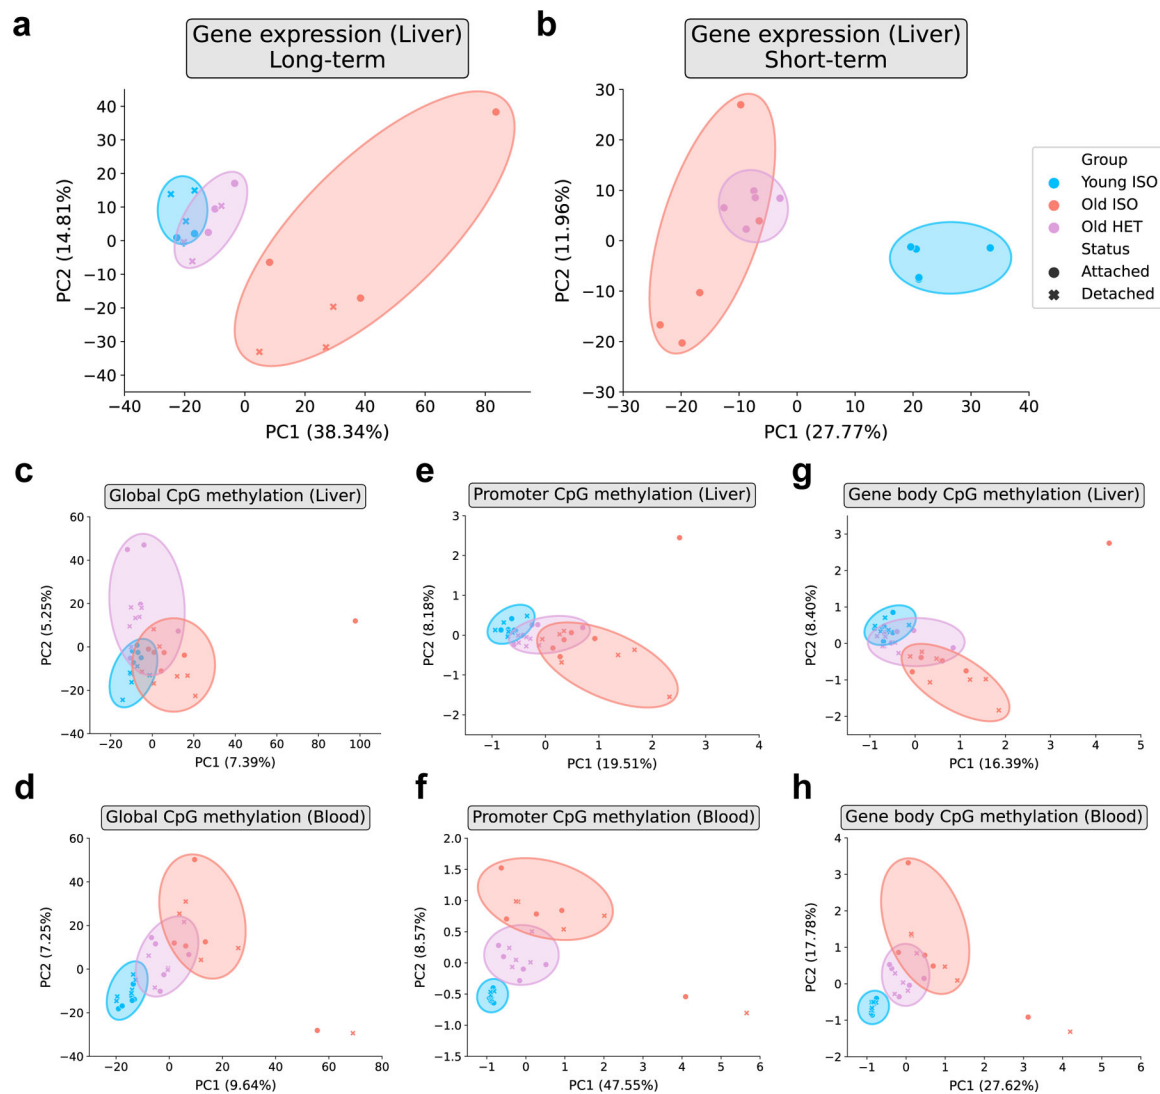 a
Gene expression (Liver)
Long-term
40
30
20
10
0
−10
−20
−30
−40
PC2 (14.81%)
−40 −20 0 20 40 60 80
PC1 (38.34%)
b
Gene expression (Liver)
Short-term
30
20
10
0
−10
−20
−30
PC2 (11.96%)
−30 −20 −10 0 10 20 30 40
PC1 (27.77%)
Group
Young ISO
Old ISO
Old HET
Status
Attached
Detached
c
Global CpG methylation (Liver)
60
40
20
0
−20
−40
PC2 (5.25%)
−20 0 20 40 60 80 100
PC1 (7.39%)
e
Promoter CpG methylation (Liver)
3
2
1
0
−1
−2
PC2 (8.18%)
−1 0 1 2 3 4
PC1 (19.51%)
g
Gene body CpG methylation (Liver)
3
2
1
0
−1
−2
PC2 (8.40%)
−1 0 1 2 3 4 5
PC1 (16.39%)
d
Global CpG methylation (Blood)
60
40
20
0
−20
−40
PC2 (7.25%)
−20 0 20 40 60 80
PC1 (9.64%)
f
Promoter CpG methylation (Blood)
2.0
1.5
1.0
0.5
0.0
−0.5
−1.0
−1.5
PC2 (8.57%)
−1 0 1 2 3 4 5 6
PC1 (47.55%)
h
Gene body CpG methylation (Blood)
4
3
2
1
0
−1
−2
PC2 (17.78%)
−1 0 1 2 3 4 5 6
PC1 (27.62%)